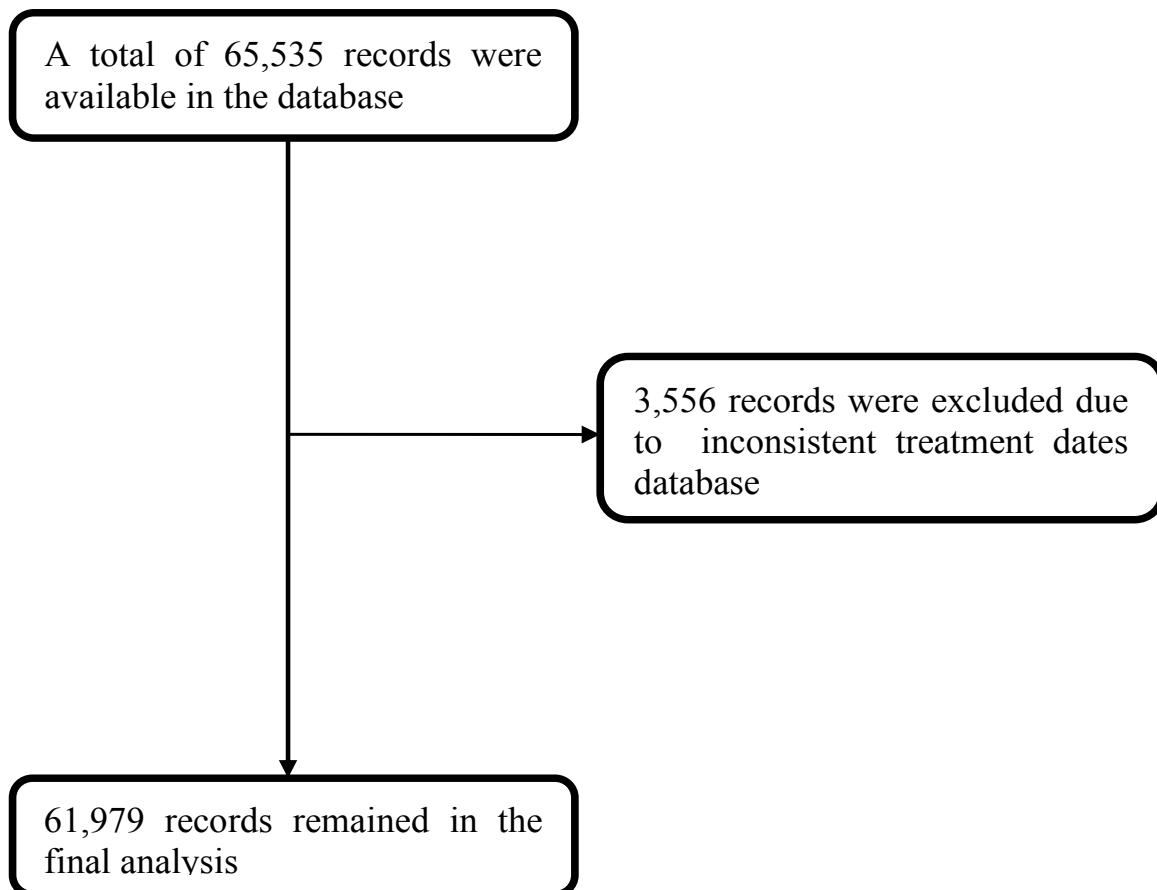 A total of 65,535 records were
available in the database
3,556 records were excluded due
to inconsistent treatment dates
database
61,979 records remained in the
final analysis